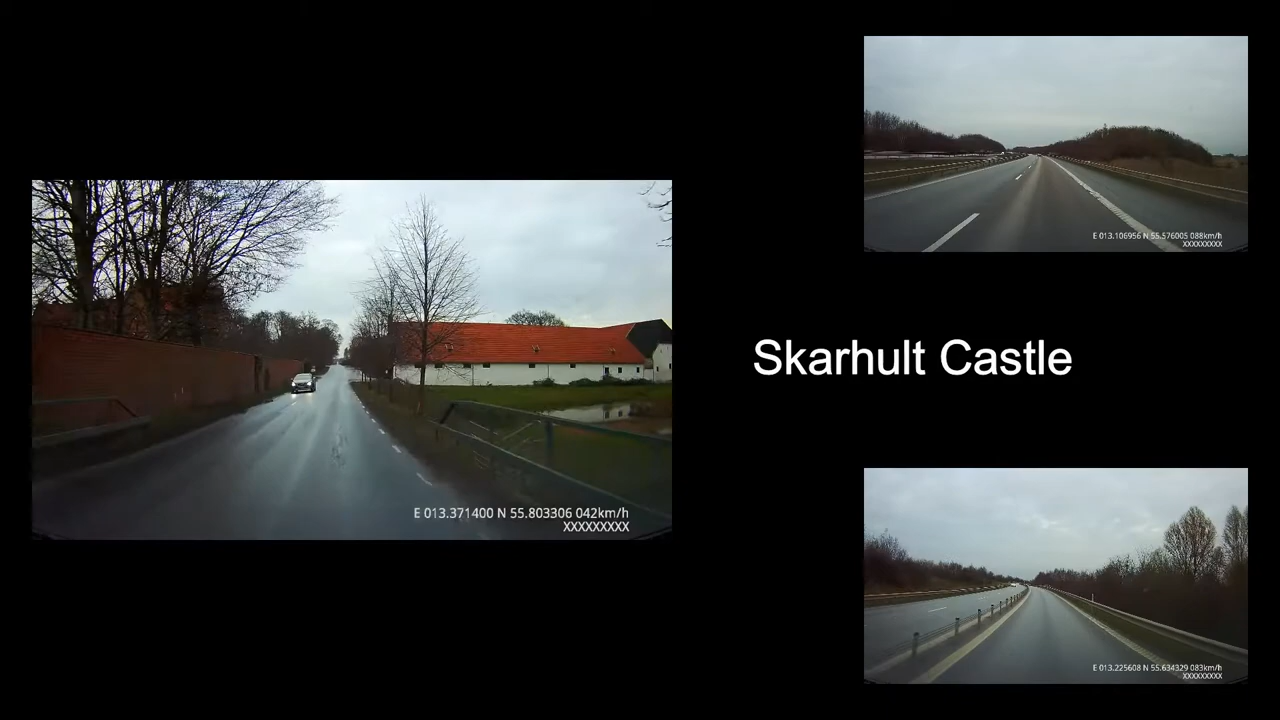 E 013.106956 N 55.576005 088km/h
XXXXXXXXX
Skarhult Castle
E 013.371400 N 55.803306 042km/h
XXXXXXXXX
E 013.225608 N 55.634329 083km/h
XXXXXXXXX